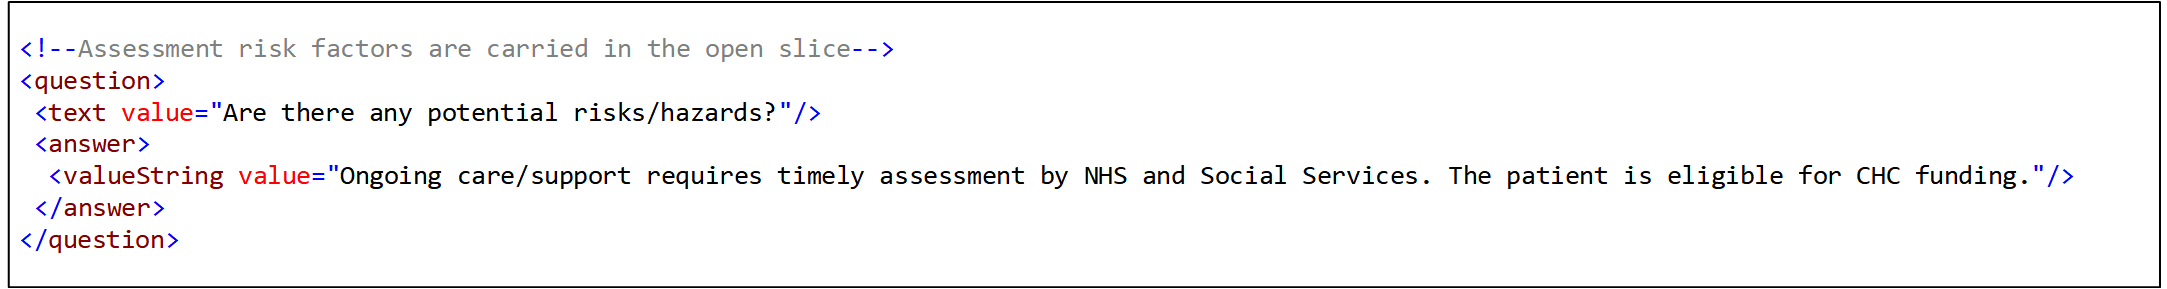 <!--Assessment risk factors are carried in the open slice-->
<question>
 <text value="Are there any potential risks/hazards?"/>
 <answer>
  <valueString value="Ongoing care/support requires timely assessment by NHS and Social Services. The patient is eligible for CHC funding."/>
 </answer>
</question>